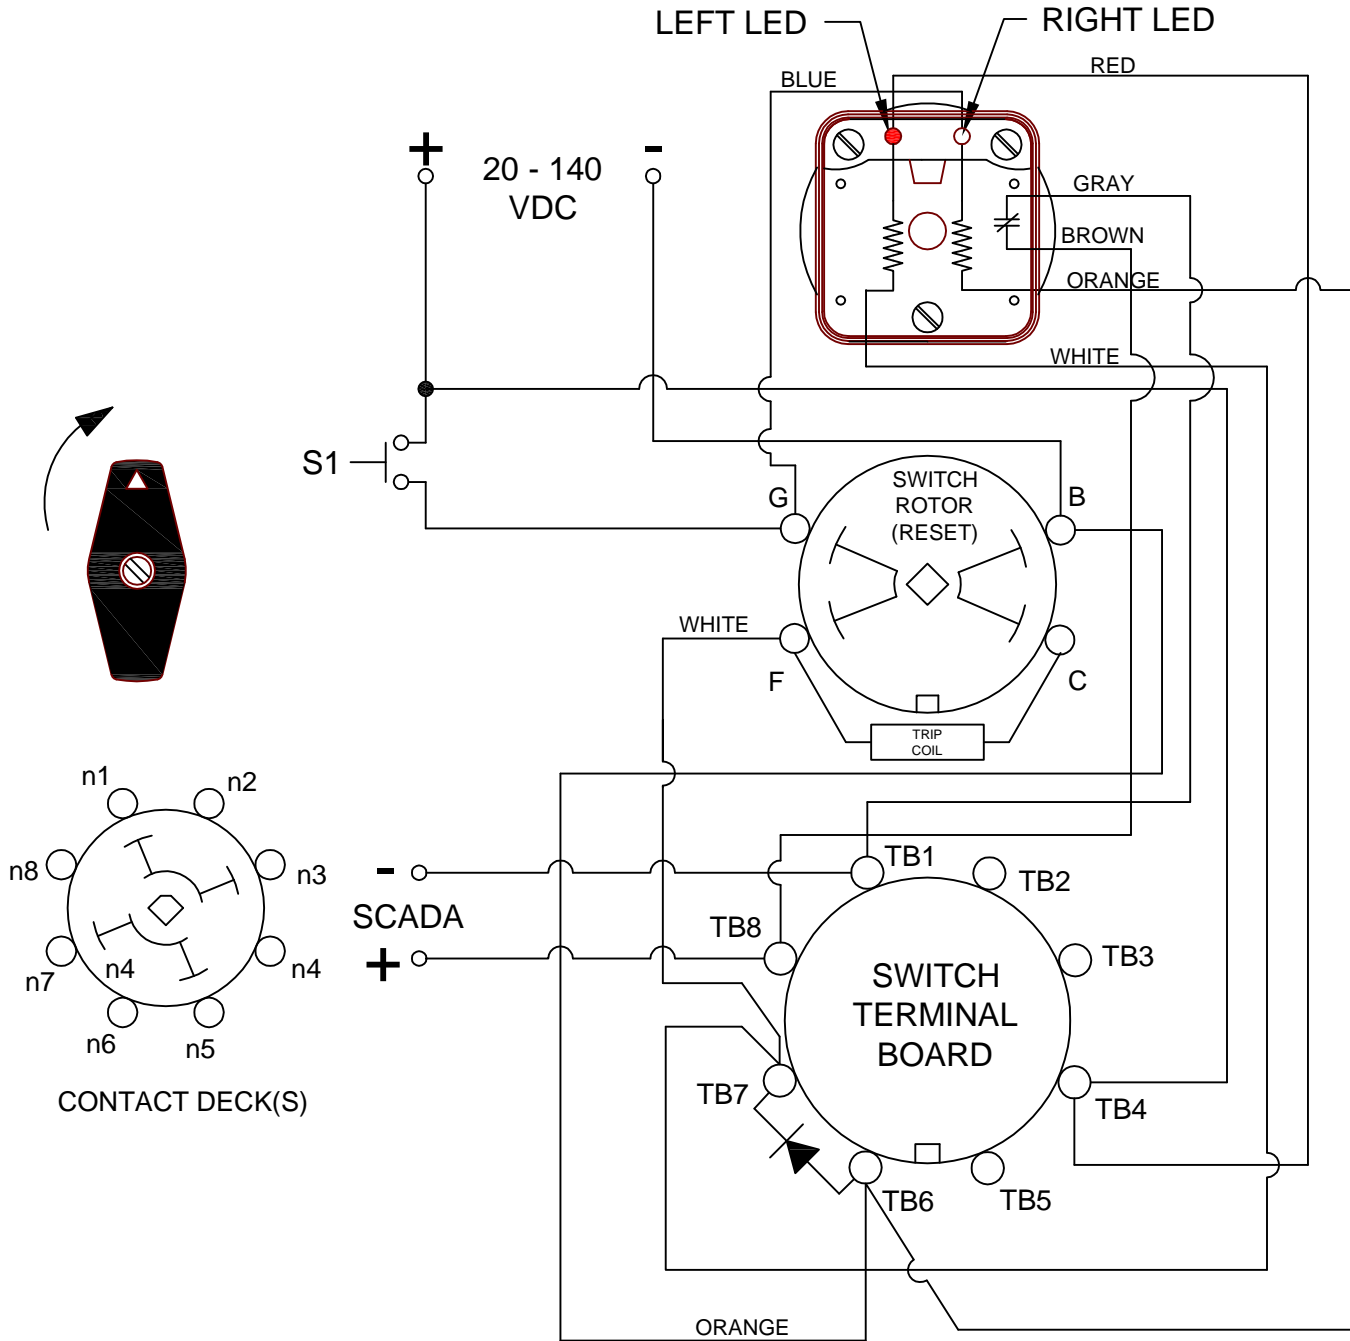 LEFT LED
RIGHT LED
RED
BLUE
+
20 - 140
VDC
-
GRAY
BROWN
ORANGE
WHITE
S1
G
SWITCH
ROTOR
(RESET)
B
WHITE
F
C
TRIP
COIL
n1
n2
n8
n3
n7
n4
n4
n6
n5
CONTACT DECK(S)
-
SCADA
+
TB1
TB2
TB8
TB3
SWITCH
TERMINAL
BOARD
TB7
TB4
TB6
TB5
ORANGE